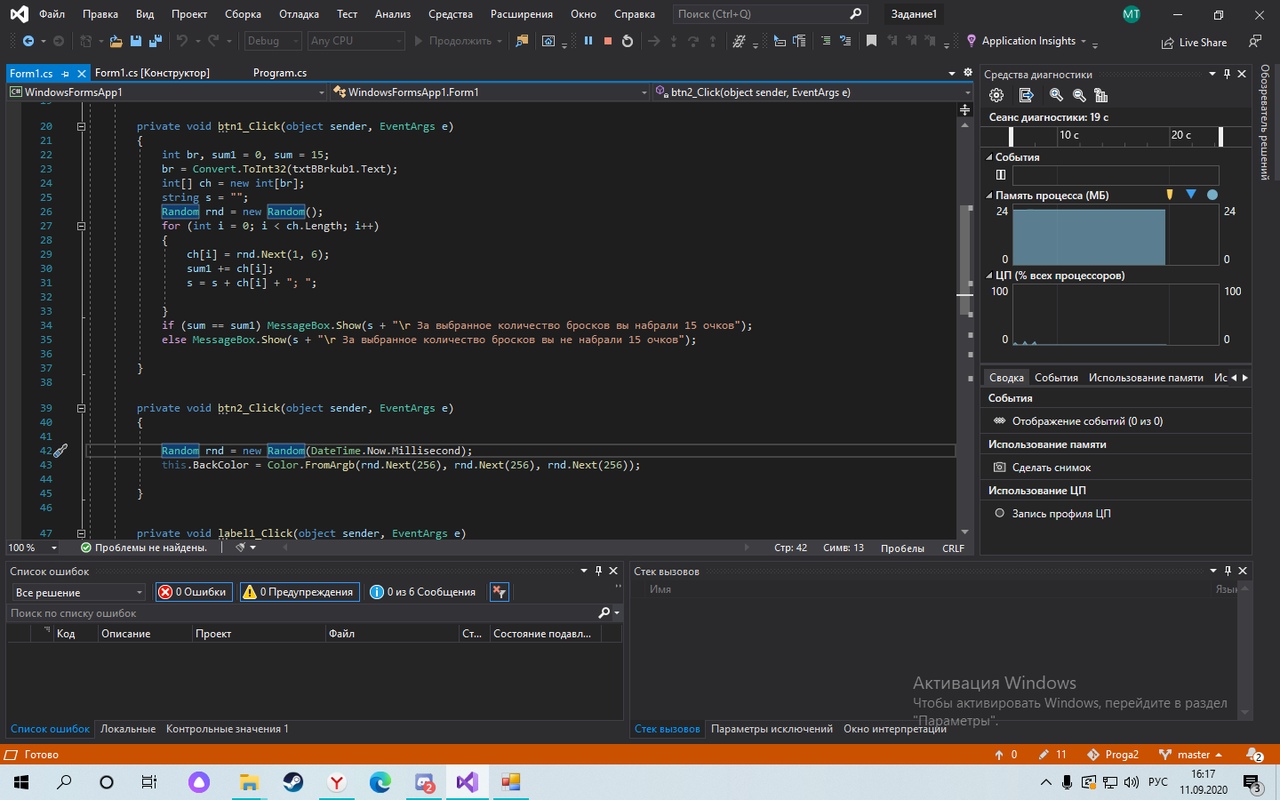 Файл Правка Вид Проект Сборка Отладка Тест Анализ Средства Расширения Окно Справка Поиск (Ctrl+Q) Задание1 МТ
Debug Any CPU Продолжить Application Insights Live Share
Form1.cs Form1.cs [Конструктор] Program.cs
WindowsFormsApp1 WindowsFormsApp1.Form1 btn2_Click(object sender, EventArgs e)
19
20 private void btn1_Click(object sender, EventArgs e)
21 {
22 int br, sum1 = 0, sum = 15;
23 br = Convert.ToInt32(txtBBrkub1.Text);
24 int[] ch = new int[br];
25 string s = "";
26 Random rnd = new Random();
27 for (int i = 0; i < ch.Length; i++)
28 {
29 ch[i] = rnd.Next(1, 6);
30 sum1 += ch[i];
31 s = s + ch[i] + "; ";
32
33 }
34 if (sum == sum1) MessageBox.Show(s + "\r За выбранное количество бросков вы набрали 15 очков");
35 else MessageBox.Show(s + "\r За выбранное количество бросков вы не набрали 15 очков");
36
37 }
38
39 private void btn2_Click(object sender, EventArgs e)
40 {
41
42 Random rnd = new Random(DateTime.Now.Millisecond);
43 this.BackColor = Color.FromArgb(rnd.Next(256), rnd.Next(256), rnd.Next(256));
44
45 }
46
47 private void label1_Click(object sender, EventArgs e)
100 % Проблемы не найдены. Стр: 42 Симв: 13 Пробелы CRLF
Средства диагностики
Сеанс диагностики: 19 с
10 с 20 с
События
Память процесса (МБ)
24 24
0 0
ЦП (% всех процессоров)
100 100
0 0
Сводка События Использование памяти Ис
События
Отображение событий (0 из 0)
Использование памяти
Сделать снимок
Использование ЦП
Запись профиля ЦП
Обозреватель решений
Список ошибок
Все решение 0 Ошибки 0 Предупреждения 0 из 6 Сообщения
Поиск по списку ошибок
Код Описание Проект Файл Ст... Состояние подавл...
Список ошибок Локальные Контрольные значения 1
Стек вызовов
Имя Язы
Активация Windows
Чтобы активировать Windows, перейдите в раздел
"Параметры".
Стек вызовов Параметры исключений Окно интерпретации
Готово 0 11 Proga2 master 2
2 РУС 16:17
11.09.2020 3